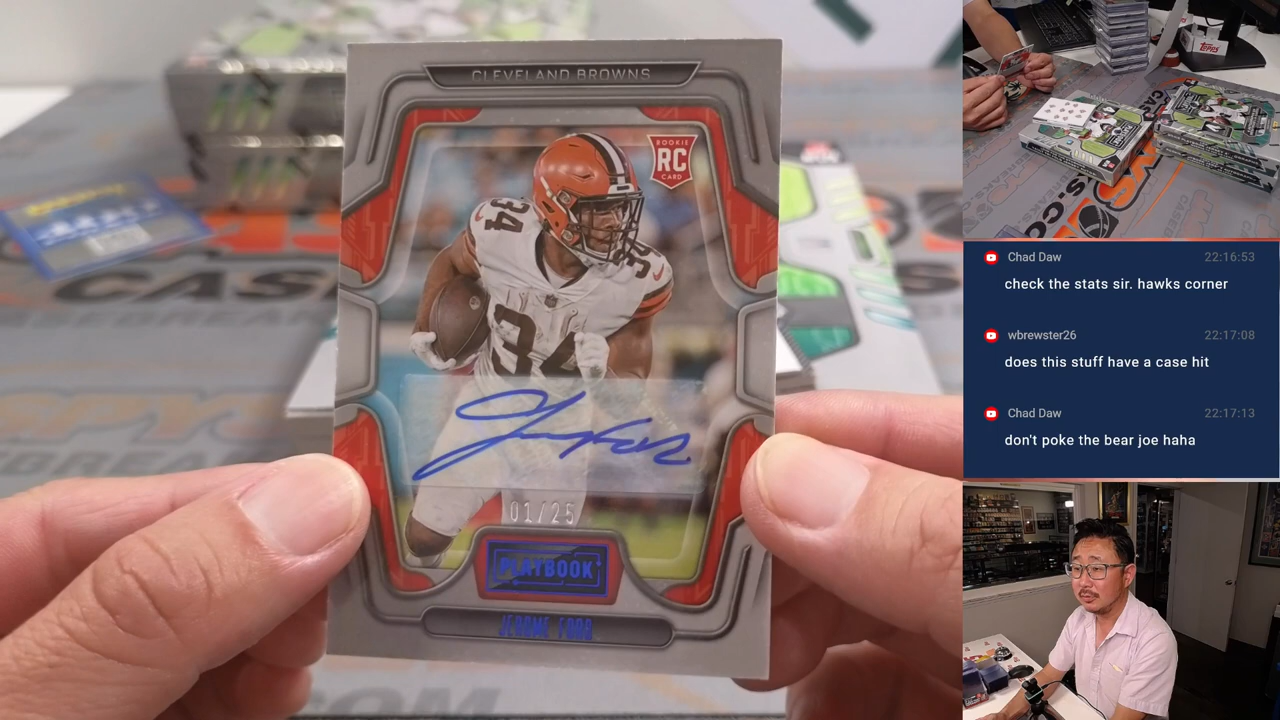 CLEVELAND BROWNS
ROOKIE
RC
CARD
34
34
34
01/25
PLAYBOOK
JEROME FORD
Topps
Chad Daw 22:16:53
check the stats sir. hawks corner
wbrewster26 22:17:08
does this stuff have a case hit
Chad Daw 22:17:13
don't poke the bear joe haha